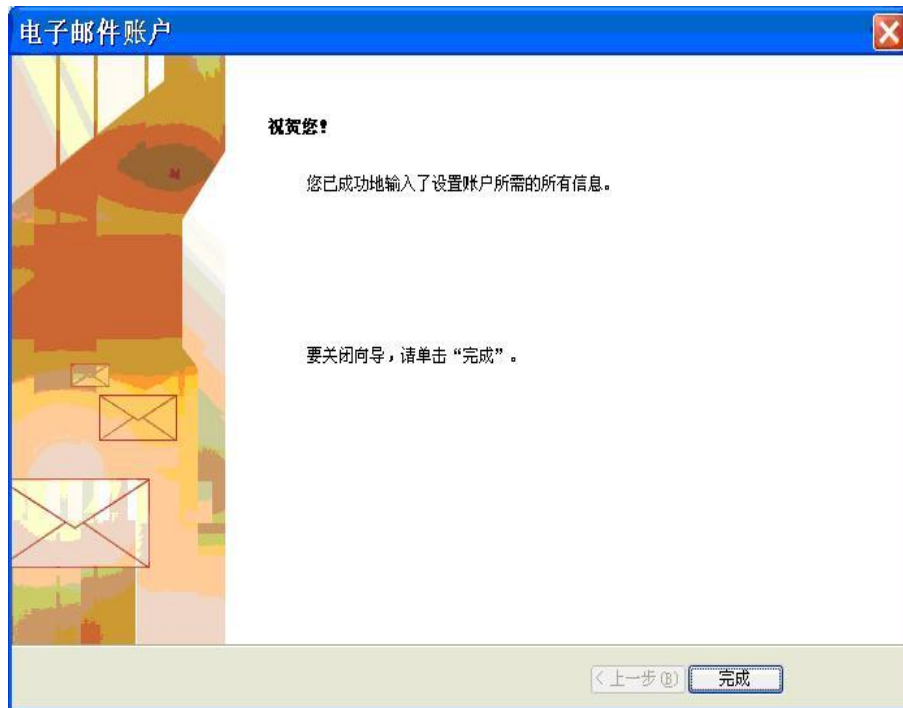 电子邮件账户
祝贺您！
您已成功地输入了设置账户所需的所有信息。
要关闭向导，请单击“完成”。
< 上一步(B)
完成